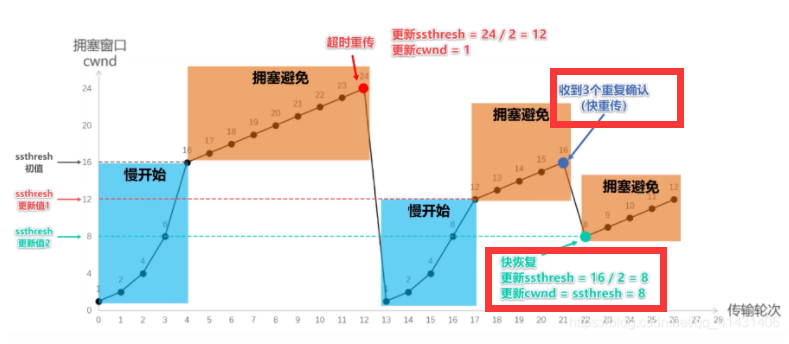 拥塞窗口
cwnd
超时重传
更新ssthresh = 24 / 2 = 12
更新cwnd = 1
24
20
16
12
8
4
0
ssthresh
初值
ssthresh
更新值1
ssthresh
更新值2
慢开始
拥塞避免
2
4
8
16
17
18
19
20
21
22
23
24
慢开始
2
4
8
拥塞避免
12
13
14
15
16
收到3个重复确认
(快重传)
拥塞避免
8
9
10
11
12
快恢复
更新ssthresh = 16 / 2 = 8
更新cwnd = ssthresh = 8
0 1 2 3 4 5 6 7 8 9 10 11 12 13 14 15 16 17 18 19 20 21 22 23 24 25 26 27 28 29
传输轮次